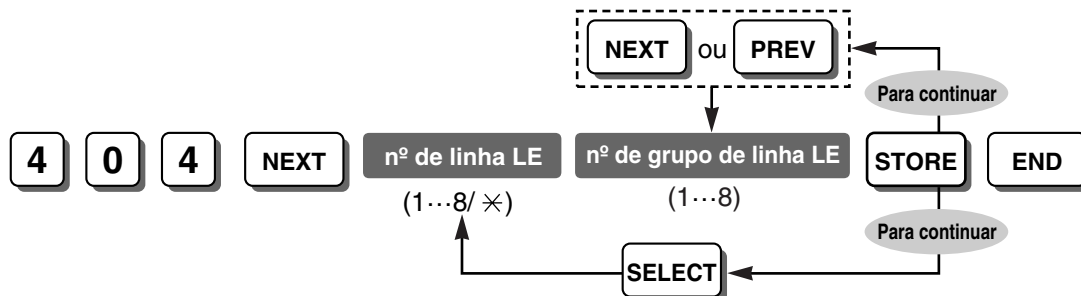 NEXT ou PREV
Para continuar
4 0 4 NEXT nº de linha LE nº de grupo de linha LE STORE END
(1···8/ ✳) (1···8)
Para continuar
SELECT